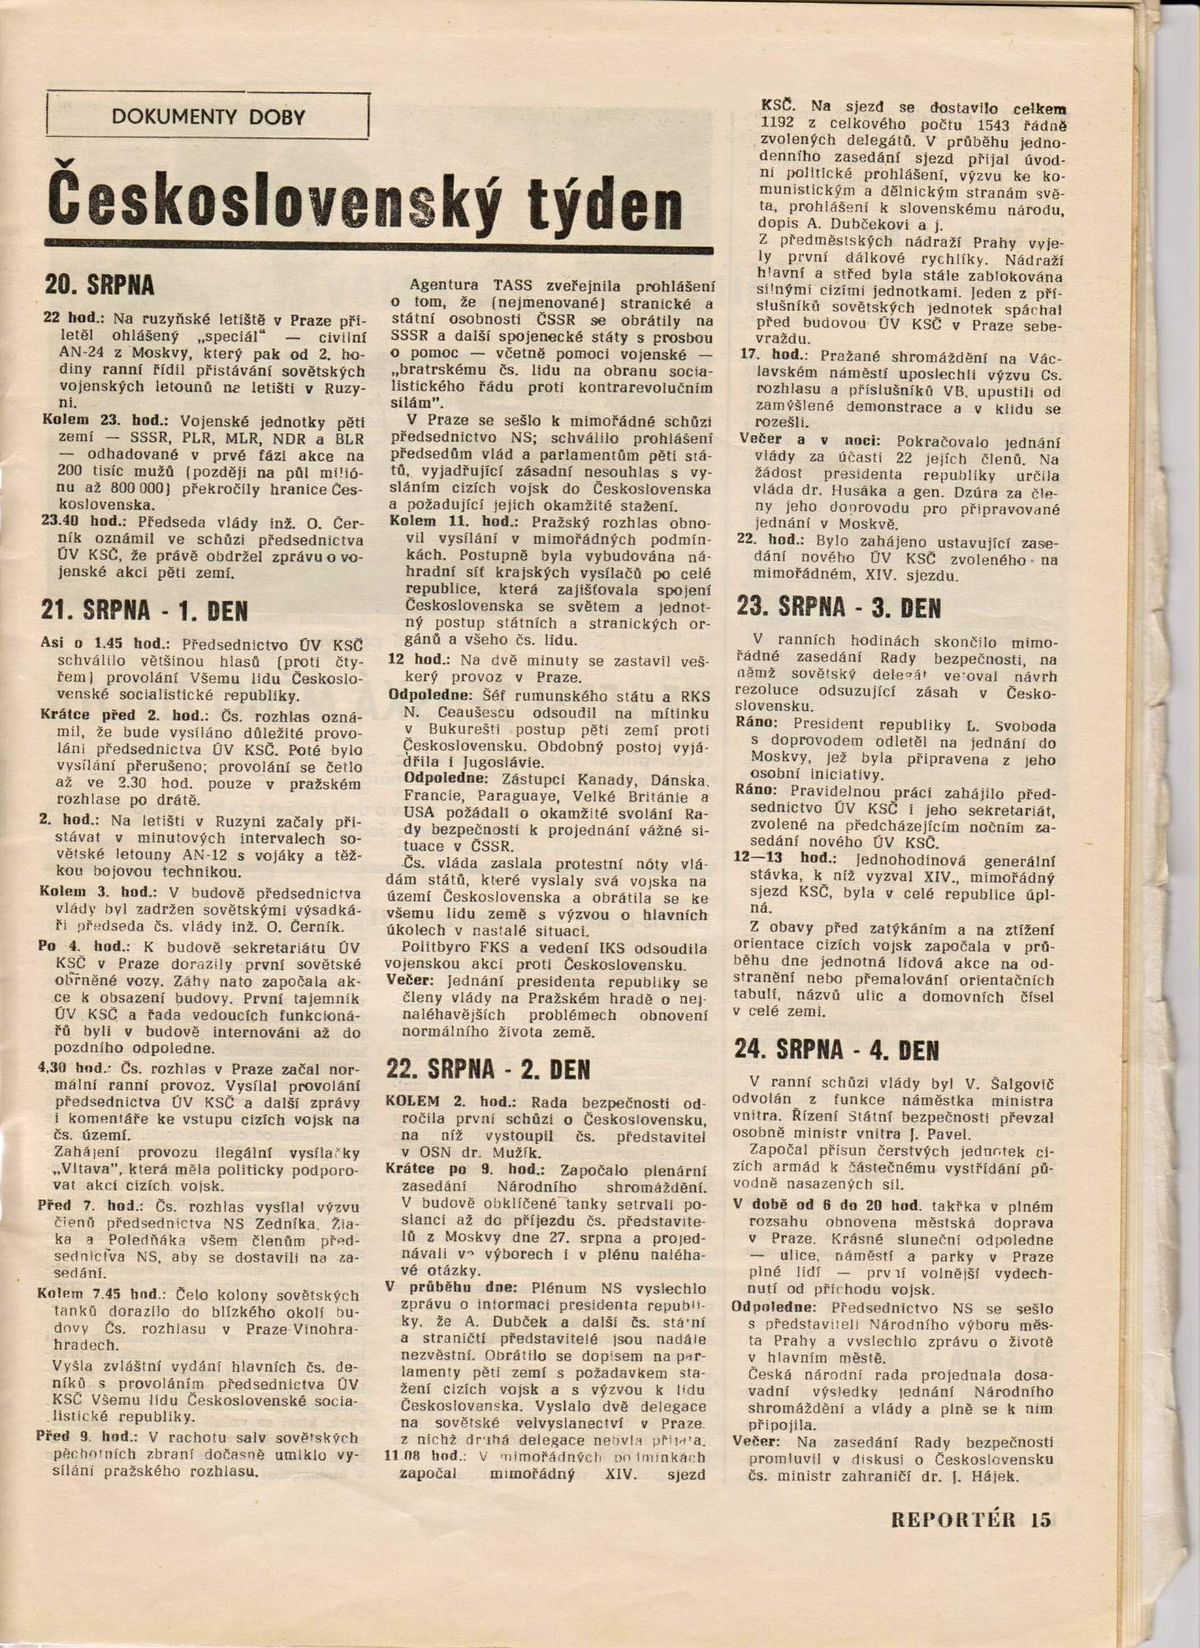 DOKUMENTY DOBY
Československý týden
20. SRPNA
22 hod.: Na ruzyňské letiště v Praze při-
letěl ohlášený „speciál“ — civilní
AN-24 z Moskvy, který pak od 2. ho-
diny ranní řídil přistávání sovětských
vojenských letounů na letišti v Ruzy-
ni.
Kolem 23. hod.: Vojenské jednotky pěti
zemí — SSSR, PLR, MLR, NDR a BLR
— odhadované v prvé fázi akce na
200 tisíc mužů (později na půl milió-
nu až 800 000) překročily hranice Čes-
koslovenska.
23.40 hod.: Předseda vlády inž. O. Čer-
ník oznámil ve schůzi předsednictva
ÚV KSČ, že právě obdržel zprávu o vo-
jenské akci pěti zemí.
21. SRPNA - 1. DEN
Asi o 1.45 hod.: Předsednictvo ÚV KSČ
schválilo většinou hlasů (proti čty-
řem) provolání Všemu lidu Českoslo-
venské socialistické republiky.
Krátce před 2. hod.: Čs. rozhlas ozná-
mil, že bude vysíláno důležité provo-
lání předsednictva ÚV KSČ. Poté bylo
vysílání přerušeno; provolání se četlo
až ve 2.30 hod. pouze v pražském
rozhlase po drátě.
2. hod.: Na letišti v Ruzyni začaly při-
stávat v minutových intervalech so-
větské letouny AN-12 s vojáky a těž-
kou bojovou technikou.
Kolem 3. hod.: V budově předsednictva
vlády byl zadržen sovětskými výsadká-
ři předseda čs. vlády inž. O. Černík.
Po 4. hod.: K budově sekretariátu ÚV
KSČ v Praze dorazily první sovětské
obrněné vozy. Záhy nato započala ak-
ce k obsazení budovy. První tajemník
ÚV KSČ a řada vedoucích funkcioná-
řů byli v budově internováni až do
pozdního odpoledne.
4,30 hod.: Čs. rozhlas v Praze začal nor-
mální ranní provoz. Vysílal provolání
předsednictva ÚV KSČ a další zprávy
i komentáře ke vstupu cizích vojsk na
čs. území.
Zahájení provozu ilegální vysílačky
„Vltava“, která měla politicky podporo-
vat akci cizích vojsk.
Před 7. hod.: Čs. rozhlas vysílal výzvu
členů předsednictva NS Zedníka, Žia-
ka a Poledňáka všem členům před-
sednictva NS, aby se dostavili na za-
sedání.
Kolem 7.45 hod.: Čelo kolony sovětských
tanků dorazilo do blízkého okolí bu-
dovy Čs. rozhlasu v Praze-Vinohra-
hradech.
Vyšla zvláštní vydání hlavních čs. de-
níků s provoláním předsednictva ÚV
KSČ Všemu lidu Československé socia-
listické republiky.
Před 9. hod.: V rachotu salv sovětských
pěchotních zbraní dočasně umlklo vy-
sílání pražského rozhlasu.
Agentura TASS zveřejnila prohlášení
o tom, že (nejmenované) stranické a
státní osobnosti ČSSR se obrátily na
SSSR a další spojenecké státy s prosbou
o pomoc — včetně pomoci vojenské —
„bratrskému čs. lidu na obranu socia-
listického řádu proti kontrarevolučním
silám”.
V Praze se sešlo k mimořádné schůzi
předsednictvo NS; schválilo prohlášení
předsedům vlád a parlamentům pěti stá-
tů, vyjadřující zásadní nesouhlas s vy-
sláním cizích vojsk do Československa
a požadující jejich okamžité stažení.
Kolem 11. hod.: Pražský rozhlas obno-
vil vysílání v mimořádných podmín-
kách. Postupně byla vybudována ná-
hradní síť krajských vysílačů po celé
republice, která zajišťovala spojení
Československa se světem a jednot-
ný postup státních a stranických or-
gánů a všeho čs. lidu.
12 hod.: Na dvě minuty se zastavil veš-
kerý provoz v Praze.
Odpoledne: Šéf rumunského státu a RKS
N. Ceaušescu odsoudil na mítinku
v Bukurešti postup pěti zemí proti
Československu. Obdobný postoj vyjá-
dřila i Jugoslávie.
Odpoledne: Zástupci Kanady, Dánska,
Francie, Paraguaye, Velké Británie a
USA požádali o okamžité svolání Ra-
dy bezpečnosti k projednání vážné si-
tuace v ČSSR.
Čs. vláda zaslala protestní nóty vlá-
dám států, které vyslaly svá vojska na
území Československa a obrátila se ke
všemu lidu země s výzvou o hlavních
úkolech v nastalé situaci.
Politbyro FKS a vedení IKS odsoudila
vojenskou akci proti Československu.
Večer: Jednání presidenta republiky se
členy vlády na Pražském hradě o nej-
naléhavějších problémech obnovení
normálního života země.
22. SRPNA - 2. DEN
KOLEM 2. hod.: Rada bezpečnosti od-
ročila první schůzi o Československu,
na níž vystoupil čs. představitel
v OSN dr. Mužík.
Krátce po 9. hod.: Započalo plenární
zasedání Národního shromáždění.
V budově obklíčené tanky setrvali po-
slanci až do příjezdu čs. představite-
lů z Moskvy dne 27. srpna a projed-
návali ve výborech i v plénu naléha-
vé otázky.
V průběhu dne: Plénum NS vyslechlo
zprávu o informaci presidenta republi-
ky, že A. Dubček a další čs. státní
a straničtí představitelé jsou nadále
nezvěstní. Obrátilo se dopisem na par-
lamenty pěti zemí s požadavkem sta-
žení cizích vojsk a s výzvou k lidu
Československa. Vyslalo dvě delegace
na sovětské velvyslanectví v Praze,
z nichž druhá delegace nebyla přijata.
11.08 hod.: V mimořádných podmínkách
započal mimořádný XIV. sjezd
KSČ. Na sjezd se dostavilo celkem
1192 z celkového počtu 1543 řádně
zvolených delegátů. V průběhu jedno-
denního zasedání sjezd přijal úvod-
ní politické prohlášení, výzvu ke ko-
munistickým a dělnickým stranám svě-
ta, prohlášení k slovenskému národu,
dopis A. Dubčekovi a j.
Z předměstských nádraží Prahy vyje-
ly první dálkové rychlíky. Nádraží
hlavní a střed byla stále zablokována
silnými cizími jednotkami. Jeden z pří-
slušníků sovětských jednotek spáchal
před budovou ÚV KSČ v Praze sebe-
vraždu.
17. hod.: Pražané shromáždění na Vác-
lavském náměstí uposlechli výzvu Čs.
rozhlasu a příslušníků VB, upustili od
zamýšlené demonstrace a v klidu se
rozešli.
Večer a v noci: Pokračovalo jednání
vlády za účasti 22 jejích členů. Na
žádost presidenta republiky určila
vláda dr. Husáka a gen. Dzúra za čle-
ny jeho doprovodu pro připravované
jednání v Moskvě.
22. hod.: Bylo zahájeno ustavující zase-
dání nového ÚV KSČ zvoleného na
mimořádném, XIV. sjezdu.
23. SRPNA - 3. DEN
V ranních hodinách skončilo mimo-
řádné zasedání Rady bezpečnosti, na
němž sovětský delegát vetoval návrh
rezoluce odsuzující zásah v Česko-
slovensku.
Ráno: President republiky L. Svoboda
s doprovodem odletěl na jednání do
Moskvy, jež byla připravena z jeho
osobní iniciativy.
Ráno: Pravidelnou práci zahájilo před-
sednictvo ÚV KSČ i jeho sekretariát,
zvolené na předcházejícím nočním za-
sedání nového ÚV KSČ.
12—13 hod.: Jednohodinová generální
stávka, k níž vyzval XIV., mimořádný
sjezd KSČ, byla v celé republice úpl-
ná.
Z obavy před zatýkáním a na ztížení
orientace cizích vojsk započala v prů-
běhu dne jednotná lidová akce na od-
stranění nebo přemalování orientačních
tabulí, názvů ulic a domovních čísel
v celé zemi.
24. SRPNA - 4. DEN
V ranní schůzi vlády byl V. Šalgovič
odvolán z funkce náměstka ministra
vnitra. Řízení Státní bezpečnosti převzal
osobně ministr vnitra J. Pavel.
Započal přísun čerstvých jednotek ci-
zích armád k částečnému vystřídání pů-
vodně nasazených sil.
V době od 6 do 20 hod. takřka v plném
rozsahu obnovena městská doprava
v Praze. Krásné sluneční odpoledne
— ulice, náměstí a parky v Praze
plné lidí — první volnější vydech-
nutí od příchodu vojsk.
Odpoledne: Předsednictvo NS se sešlo
s představiteli Národního výboru měs-
ta Prahy a vyslechlo zprávu o životě
v hlavním městě.
Česká národní rada projednala dosa-
vadní výsledky jednání Národního
shromáždění a vlády a plně se k nim
připojila.
Večer: Na zasedání Rady bezpečnosti
promluvil v diskusi o Československu
čs. ministr zahraničí dr. J. Hájek.
REPORTÉR 15